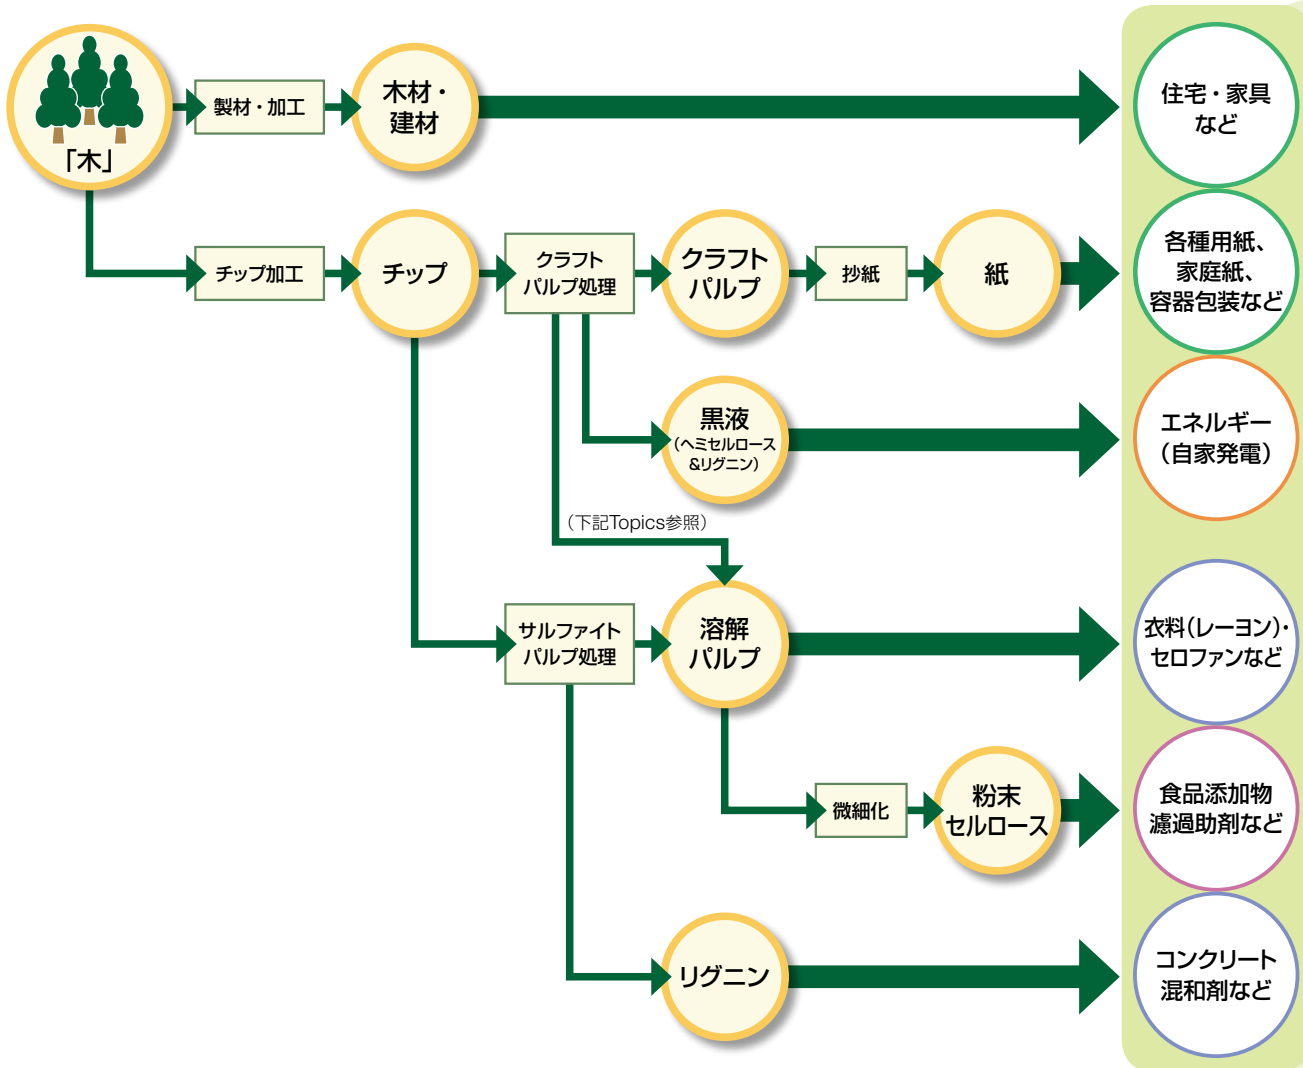 「木」
製材・加工
木材・
建材
住宅・家具
など
チップ加工
チップ
クラフト
パルプ処理
クラフト
パルプ
抄紙
紙
各種用紙、
家庭紙、
容器包装など
黒液
(ヘミセルロース
&リグニン)
エネルギー
(自家発電)
(下記Topics参照)
サルファイト
パルプ処理
溶解
パルプ
衣料(レーヨン)・
セロファンなど
微細化
粉末
セルロース
食品添加物
濾過助剤など
リグニン
コンクリート
混和剤など